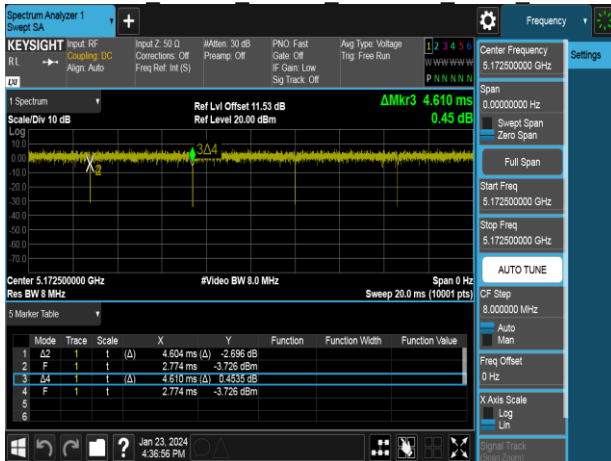 Spectrum Analyzer 1
Swept SA
+
Frequency
KEYSIGHT
Input: RF
Coupling: DC
Align: Auto
Input Z: 50 Ω
Corrections: Off
Freq Ref: Int (S)
#Atten: 30 dB
Preamp: Off
PNO: Fast
Gate: Off
IF Gain: Low
Sig Track: Off
Avg Type: Voltage
Trig: Free Run
1 2 3 4 5 6
W W W W W W
P N N N N N
RL
LXI
Center Frequency
5.172500000 GHz
Settings
Span
0.00000000 Hz
Swept Span
Zero Span
Full Span
Start Freq
5.172500000 GHz
Stop Freq
5.172500000 GHz
AUTO TUNE
CF Step
8.000000 MHz
Auto
Man
Freq Offset
0 Hz
X Axis Scale
Log
Lin
Signal Track
(Span Zoom)
1 Spectrum
Scale/Div 10 dB
Ref Lvl Offset 11.53 dB
Ref Level 20.00 dBm
ΔMkr3 4.610 ms
0.45 dB
Log
10.0
0.00
-10.0
-20.0
-30.0
-40.0
-50.0
-60.0
-70.0
2
3Δ4
Center 5.172500000 GHz
Res BW 8 MHz
#Video BW 8.0 MHz
Span 0 Hz
Sweep 20.0 ms (10001 pts)
5 Marker Table
Mode Trace Scale X Y Function Function Width Function Value
1 Δ2 1 t (Δ) 4.604 ms (Δ) -2.696 dB
2 F 1 t 2.774 ms -3.726 dBm
3 Δ4 1 t (Δ) 4.610 ms (Δ) 0.4535 dB
4 F 1 t 2.774 ms -3.726 dBm
5
6
?
Jan 23, 2024
4:36:56 PM